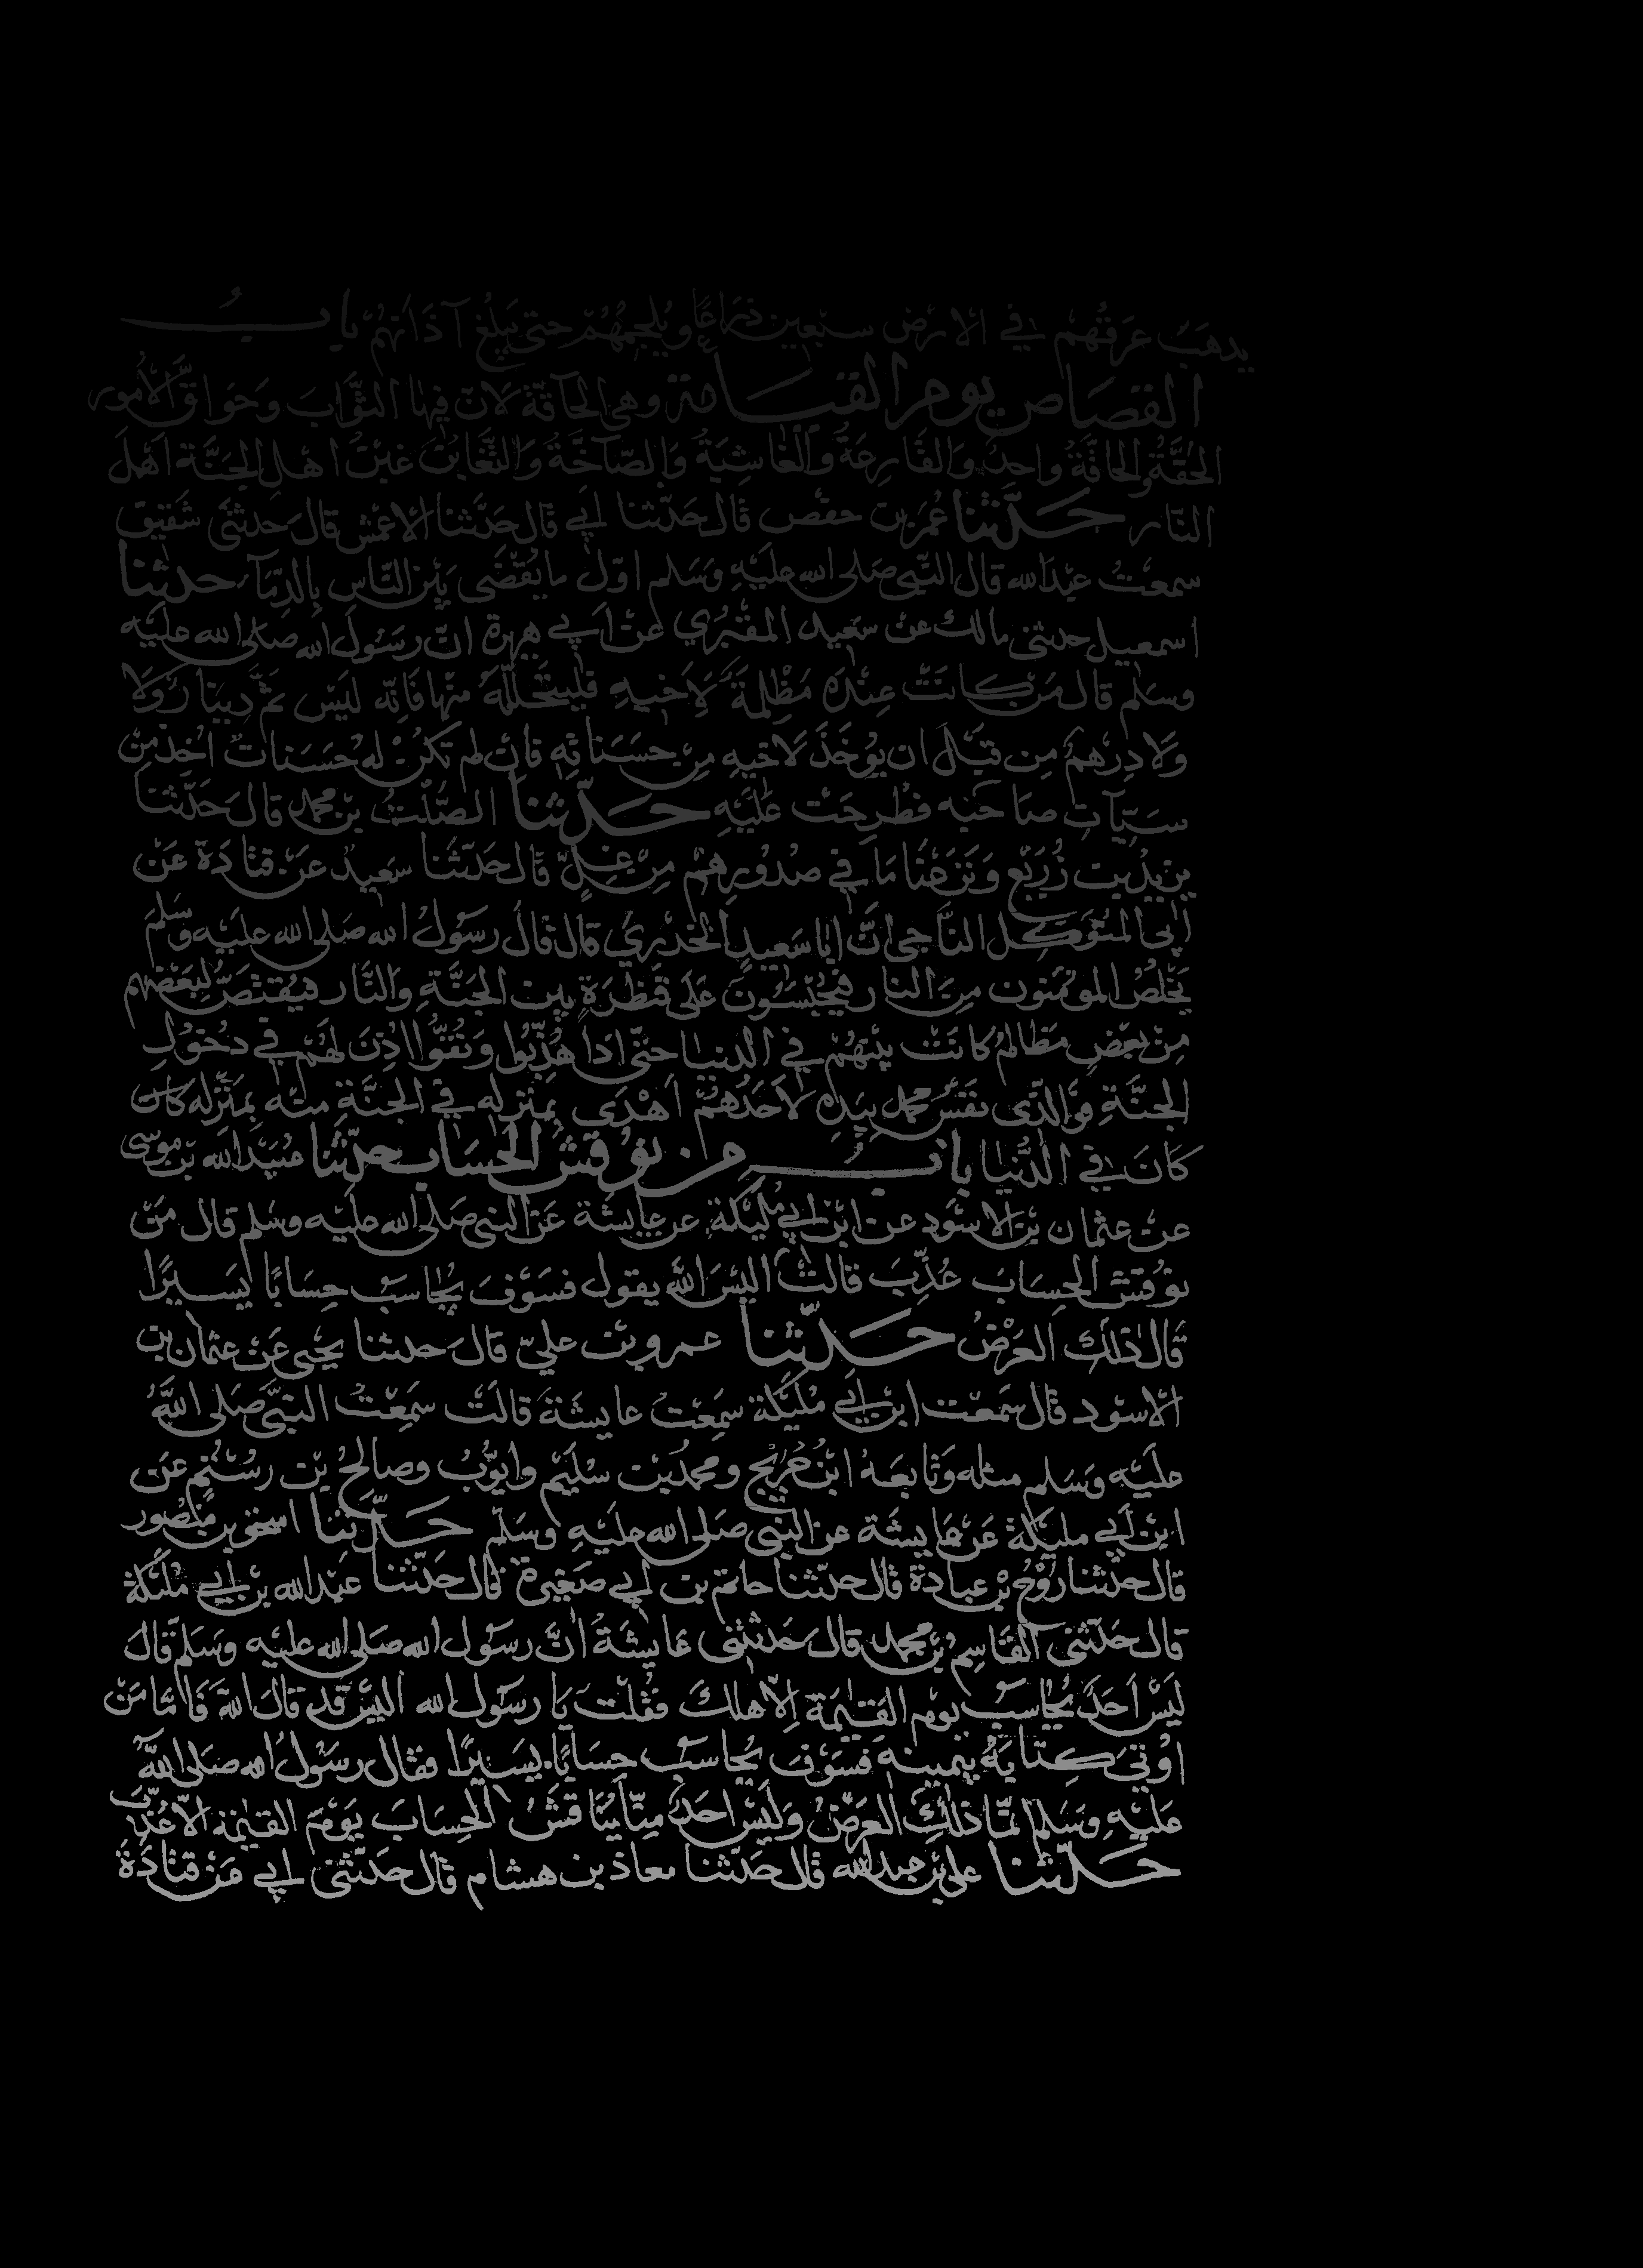 يذهب عرقهم في الارض سبعين ذراعا ويلجمهم حتى يبلغ آذانهم باب
القصاص يوم القيامة وهي الحاقة لان فيها الثواب وحواق الامور
الحقة والحاقة واحد والقارعة والغاشية والصاخة والتغابن غبن اهل الجنة اهل
النار حدثنا عمر بن حفص قال حدثنا ابي قال حدثنا الاعمش قال حدثني شقيق
سمعت عبد الله قال النبي صلى الله عليه وسلم اول ما يقضى بين الناس بالدماء حدثنا
اسمعيل حدثني مالك عن سعيد المقبري عن ابي هريرة ان رسول الله صلى الله عليه
وسلم قال من كانت عنده مظلمة لاخيه فليتحلله منها فانه ليس ثم دينار ولا
ولا درهم من قبل ان يؤخذ لاخيه من حسناته فان لم تكن له حسنات اخذ من
سيآت صاحبه فطرحت عليه حدثنا الصلت بن محمد قال حدثنا
يزيد بن زريع ونزعنا ما في صدورهم من غل قال حدثنا سعيد عن قتادة عن
ابي المتوكل الناجي ان ابا سعيد الخدري قال قال رسول الله صلى الله عليه وسلم
يخلص المؤمنون من النار فيحبسون على قنطرة بين الجنة والنار فيقتص لبعضهم
من بعض مظالم كانت بينهم في الدنيا حتى اذا هذبوا ونقوا اذن لهم في دخول
الجنة فوالذي نفس محمد بيده لاحدهم اهدى بمنزله في الجنة منه بمنزله كان
كان في الدنيا باب من نوقش الحساب حدثنا عبيد الله بن موسى
عن عثمان بن الاسود عن ابن ابي مليكة عن عايشة عن النبي صلى الله عليه وسلم قال من
نوقش الحساب عذب قالت اليس الله يقول فسوف يحاسب حسابا يسيرا
قال ذلك العرض حدثنا عمرو بن علي قال حدثنا يحيى عن عثمان بن
الاسود قال سمعت ابن ابي مليكة سمعت عايشة قالت سمعت النبي صلى الله
عليه وسلم مثله وتابعه ابن جريج ومحمد بن سليم وايوب وصالح بن رستم عن
ابن ابي مليكة عن عايشة عن النبي صلى الله عليه وسلم حدثنا اسحق بن منصور
قال حدثنا روح بن عبادة قال حدثنا حاتم بن ابي صغيرة قال حدثنا عبد الله بن ابي مليكة
قال حدثني القاسم بن محمد قال حدثتني عايشة ان رسول الله صلى الله عليه وسلم قال
ليس احد يحاسب يوم القيمة الا هلك فقلت يا رسول الله اليس قد قال الله فاما من
اوتي كتابه بيمينه فسوف يحاسب حسابا يسيرا فقال رسول الله صلى الله
عليه وسلم انما ذلك العرض وليس احد منا يناقش الحساب يوم القيمة الا عذب
حدثنا علي بن عبد الله قال حدثنا معاذ بن هشام قال حدثني ابي عن قتادة